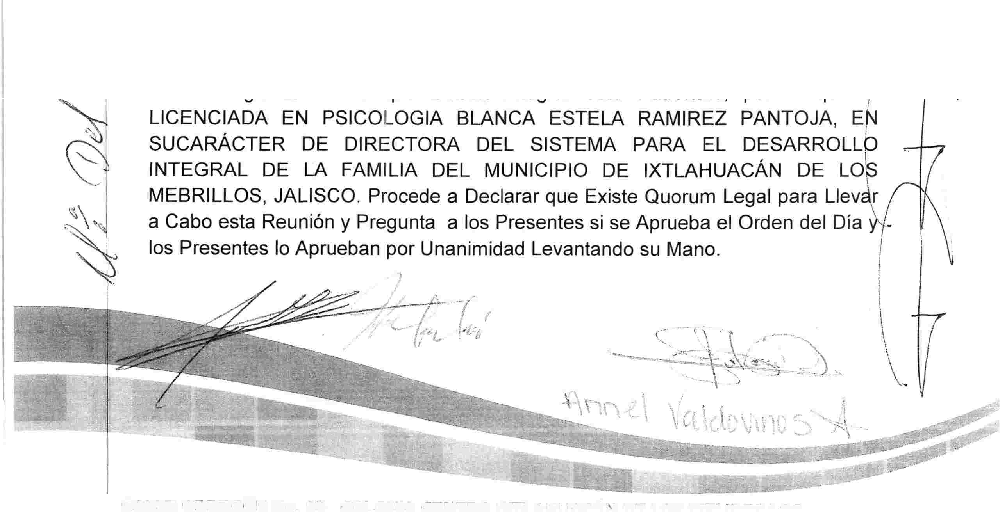 LICENCIADA EN PSICOLOGIA BLANCA ESTELA RAMIREZ PANTOJA, EN
SUCARÁCTER DE DIRECTORA DEL SISTEMA PARA EL DESARROLLO
INTEGRAL DE LA FAMILIA DEL MUNICIPIO DE IXTLAHUACÁN DE LOS
MEBRILLOS, JALISCO. Procede a Declarar que Existe Quorum Legal para Llevar
a Cabo esta Reunión y Pregunta a los Presentes si se Aprueba el Orden del Día y
los Presentes lo Aprueban por Unanimidad Levantando su Mano.
Ma Del
Annel Valdovinos A